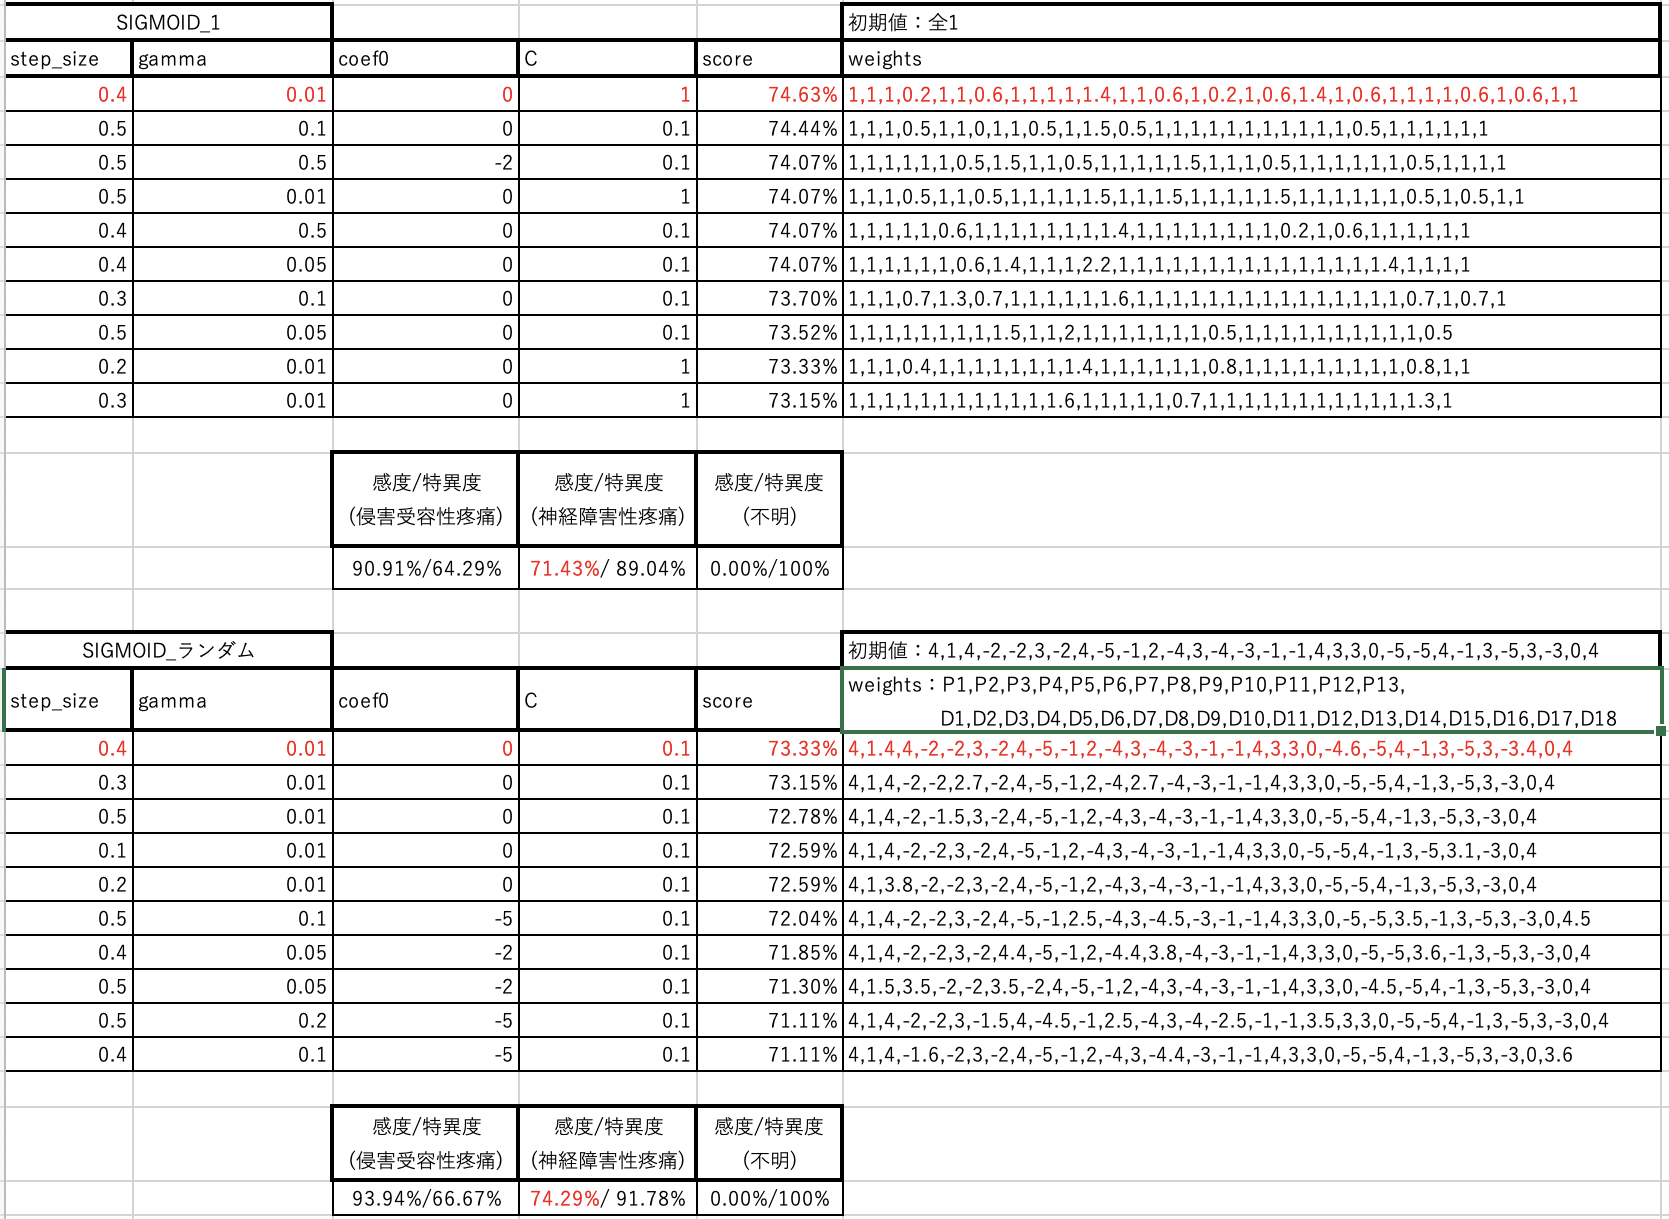 SIGMOID_1 初期値：全1
step_size gamma coef0 C score weights
0.4 0.01 0 1 74.63% 1,1,1,0.2,1,1,0.6,1,1,1,1,1.4,1,1,0.6,1,0.2,1,0.6,1.4,1,0.6,1,1,1,1,0.6,1,0.6,1,1
0.5 0.1 0 0.1 74.44% 1,1,1,0.5,1,1,0,1,1,0.5,1,1.5,0.5,1,1,1,1,1,1,1,1,1,1,1,0.5,1,1,1,1,1,1
0.5 0.5 -2 0.1 74.07% 1,1,1,1,1,1,0.5,1.5,1,1,0.5,1,1,1,1,1.5,1,1,1,0.5,1,1,1,1,1,1,0.5,1,1,1,1
0.5 0.01 0 1 74.07% 1,1,1,0.5,1,1,0.5,1,1,1,1,1.5,1,1,1.5,1,1,1,1,1.5,1,1,1,1,1,1,0.5,1,0.5,1,1
0.4 0.5 0 0.1 74.07% 1,1,1,1,1,0.6,1,1,1,1,1,1,1,1.4,1,1,1,1,1,1,1,1,0.2,1,0.6,1,1,1,1,1,1
0.4 0.05 0 0.1 74.07% 1,1,1,1,1,1,0.6,1.4,1,1,1,2.2,1,1,1,1,1,1,1,1,1,1,1,1,1,1,1.4,1,1,1,1
0.3 0.1 0 0.1 73.70% 1,1,1,0.7,1.3,0.7,1,1,1,1,1,1.6,1,1,1,1,1,1,1,1,1,1,1,1,1,1,1,0.7,1,0.7,1
0.5 0.05 0 0.1 73.52% 1,1,1,1,1,1,1,1,1.5,1,1,2,1,1,1,1,1,1,1,0.5,1,1,1,1,1,1,1,1,1,1,0.5
0.2 0.01 0 1 73.33% 1,1,1,0.4,1,1,1,1,1,1,1,1.4,1,1,1,1,1,1,0.8,1,1,1,1,1,1,1,1,1,0.8,1,1
0.3 0.01 0 1 73.15% 1,1,1,1,1,1,1,1,1,1,1,1.6,1,1,1,1,1,0.7,1,1,1,1,1,1,1,1,1,1,1,1.3,1
感度/特異度 感度/特異度 感度/特異度
(侵害受容性疼痛) (神経障害性疼痛) (不明)
90.91%/64.29% 71.43%/ 89.04% 0.00%/100%
SIGMOID_ランダム 初期値：4,1,4,-2,-2,3,-2,4,-5,-1,2,-4,3,-4,-3,-1,-1,4,3,3,0,-5,-5,4,-1,3,-5,3,-3,0,4
step_size gamma coef0 C score weights：P1,P2,P3,P4,P5,P6,P7,P8,P9,P10,P11,P12,P13,
D1,D2,D3,D4,D5,D6,D7,D8,D9,D10,D11,D12,D13,D14,D15,D16,D17,D18
0.4 0.01 0 0.1 73.33% 4,1.4,4,-2,-2,3,-2,4,-5,-1,2,-4,3,-4,-3,-1,-1,4,3,3,0,-4.6,-5,4,-1,3,-5,3,-3.4,0,4
0.3 0.01 0 0.1 73.15% 4,1,4,-2,-2,2.7,-2,4,-5,-1,2,-4,2.7,-4,-3,-1,-1,4,3,3,0,-5,-5,4,-1,3,-5,3,-3,0,4
0.5 0.01 0 0.1 72.78% 4,1,4,-2,-1.5,3,-2,4,-5,-1,2,-4,3,-4,-3,-1,-1,4,3,3,0,-5,-5,4,-1,3,-5,3,-3,0,4
0.1 0.01 0 0.1 72.59% 4,1,4,-2,-2,3,-2,4,-5,-1,2,-4,3,-4,-3,-1,-1,4,3,3,0,-5,-5,4,-1,3,-5,3.1,-3,0,4
0.2 0.01 0 0.1 72.59% 4,1,3.8,-2,-2,3,-2,4,-5,-1,2,-4,3,-4,-3,-1,-1,4,3,3,0,-5,-5,4,-1,3,-5,3,-3,0,4
0.5 0.1 -5 0.1 72.04% 4,1,4,-2,-2,3,-2,4,-5,-1,2.5,-4,3,-4.5,-3,-1,-1,4,3,3,0,-5,-5,3.5,-1,3,-5,3,-3,0,4.5
0.4 0.05 -2 0.1 71.85% 4,1,4,-2,-2,3,-2,4.4,-5,-1,2,-4.4,3.8,-4,-3,-1,-1,4,3,3,0,-5,-5,3.6,-1,3,-5,3,-3,0,4
0.5 0.05 -2 0.1 71.30% 4,1.5,3.5,-2,-2,3.5,-2,4,-5,-1,2,-4,3,-4,-3,-1,-1,4,3,3,0,-4.5,-5,4,-1,3,-5,3,-3,0,4
0.5 0.2 -5 0.1 71.11% 4,1,4,-2,-2,3,-1.5,4,-4.5,-1,2.5,-4,3,-4,-2.5,-1,-1,3.5,3,3,0,-5,-5,4,-1,3,-5,3,-3,0,4
0.4 0.1 -5 0.1 71.11% 4,1,4,-1.6,-2,3,-2,4,-5,-1,2,-4,3,-4.4,-3,-1,-1,4,3,3,0,-5,-5,4,-1,3,-5,3,-3,0,3.6
感度/特異度 感度/特異度 感度/特異度
(侵害受容性疼痛) (神経障害性疼痛) (不明)
93.94%/66.67% 74.29%/ 91.78% 0.00%/100%